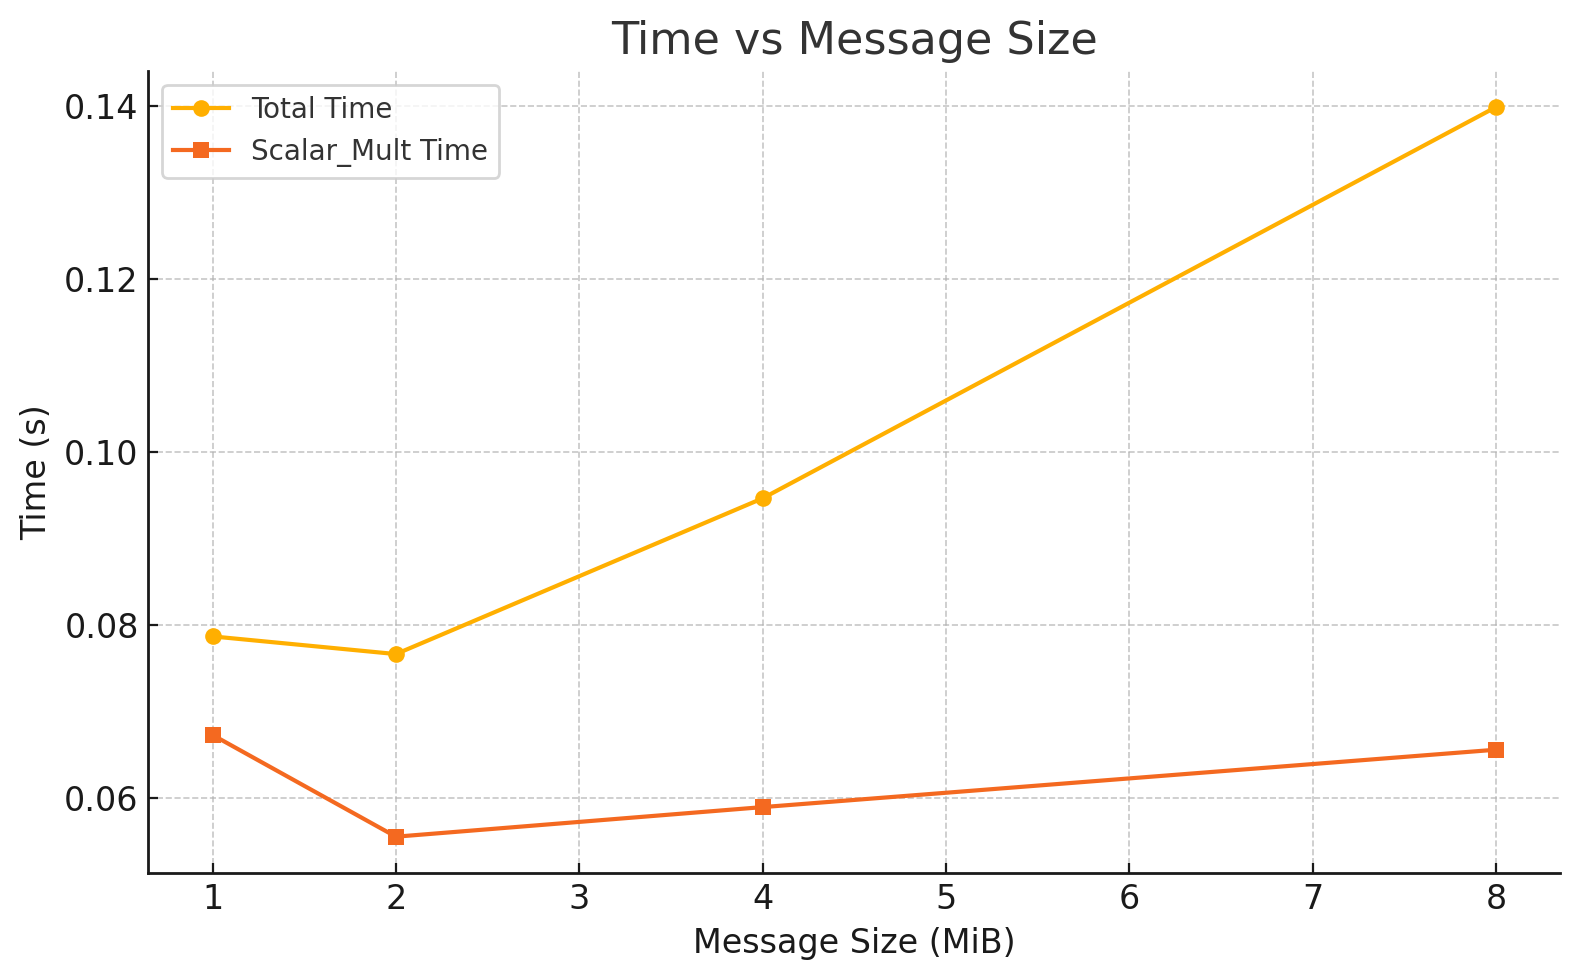 Time vs Message Size
Total Time
Scalar_Mult Time
0.14
0.12
0.10
0.08
0.06
Time (s)
1 2 3 4 5 6 7 8
Message Size (MiB)